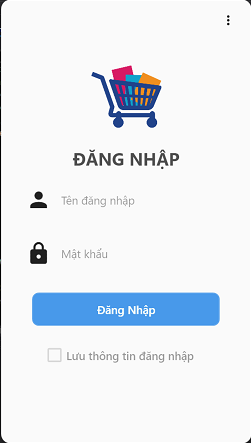 ĐĂNG NHẬP
Tên đăng nhập
Mật khẩu
Đăng Nhập
Lưu thông tin đăng nhập